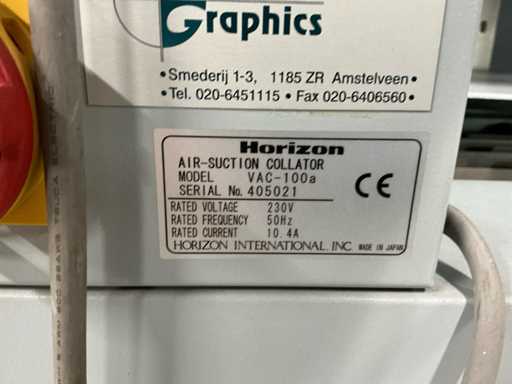 Graphics
• Smederij 1-3, 1185 ZR Amstelveen •
• Tel. 020-6451115 • Fax 020-6406560 •
Horizon
AIR-SUCTION COLLATOR
MODEL VAC-100a
SERIAL No. 405021
CE
RATED VOLTAGE 230V
RATED FREQUENCY 50Hz
RATED CURRENT 10.4A
HORIZON INTERNATIONAL, INC. MADE IN JAPAN